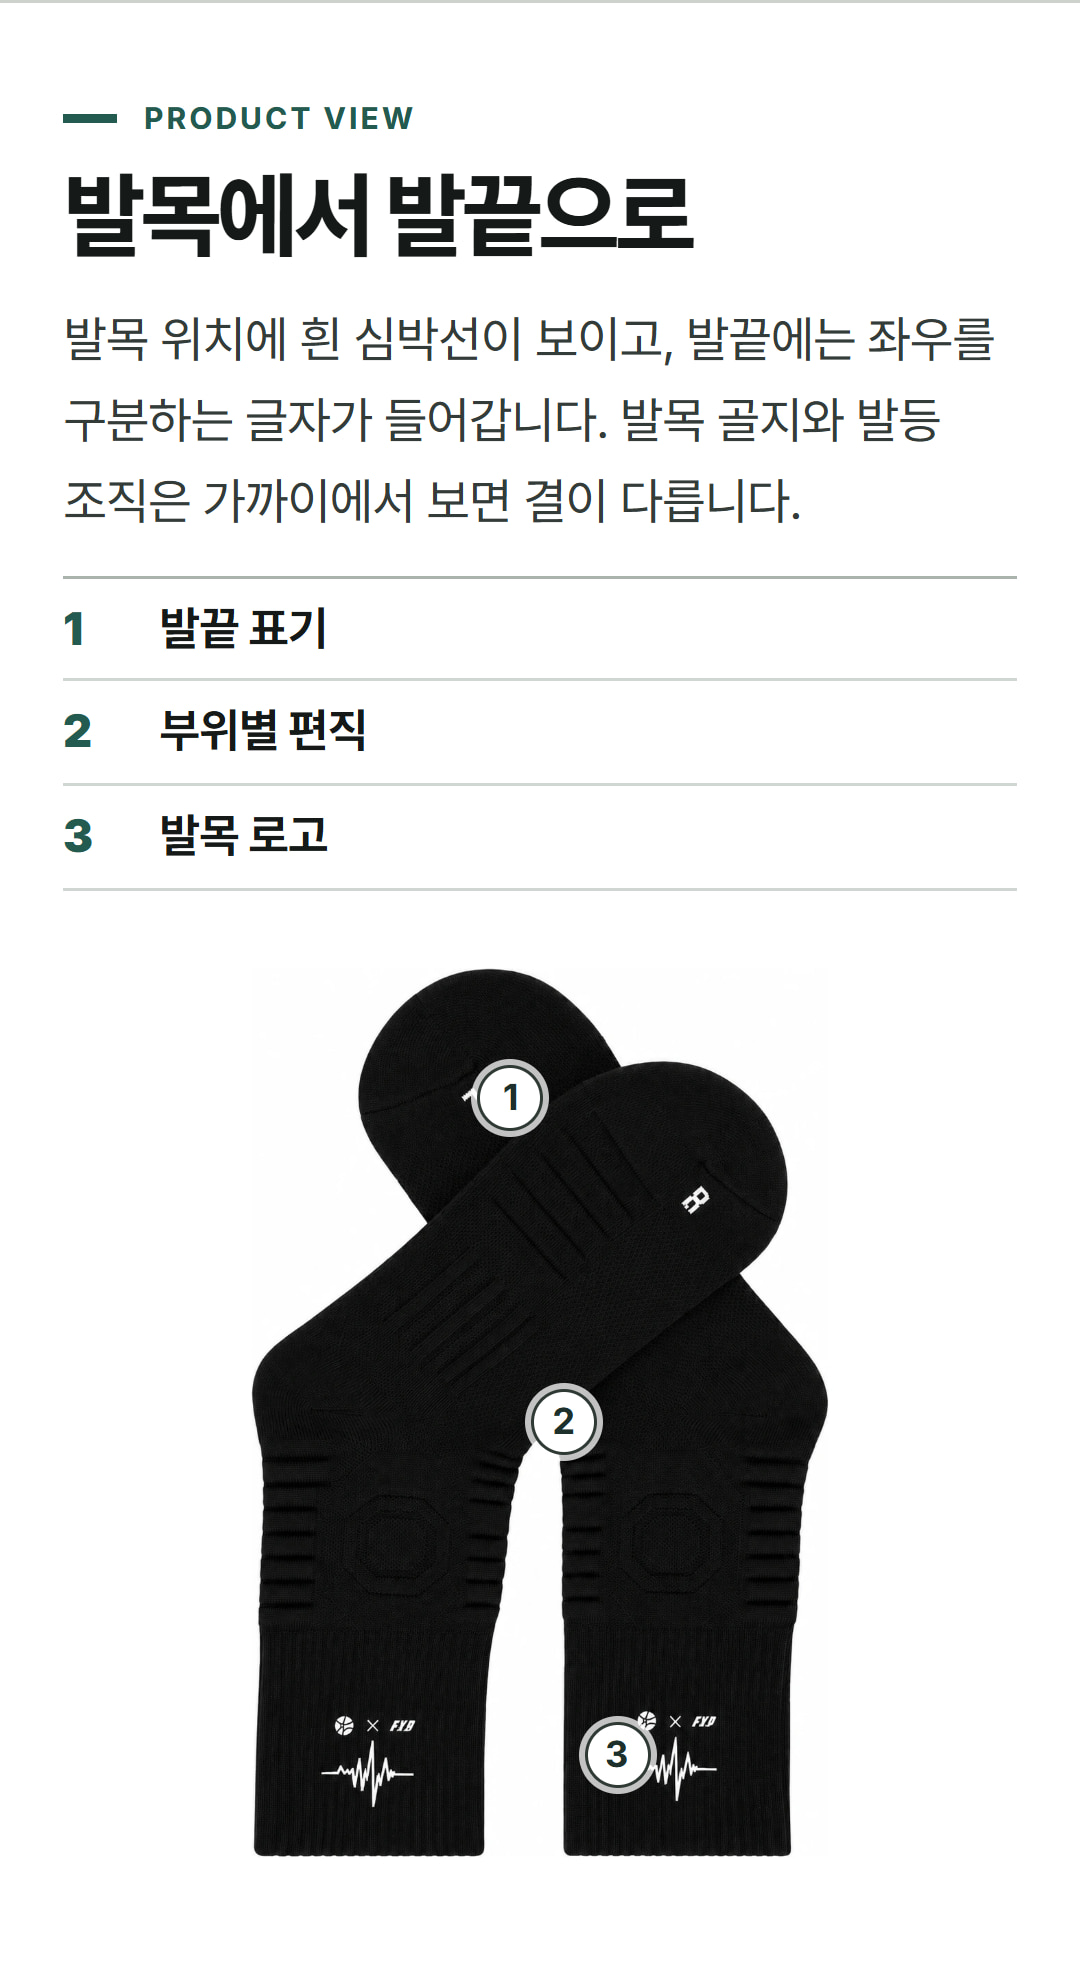 PRODUCT VIEW
발목에서 발끝으로
발목 위치에 흰 심박선이 보이고, 발끝에는 좌우를
구분하는 글자가 들어갑니다. 발목 골지와 발등
조직은 가까이에서 보면 결이 다릅니다.
1 발끝 표기
2 부위별 편직
3 발목 로고
1
R
2
× FYD
× FYD
3